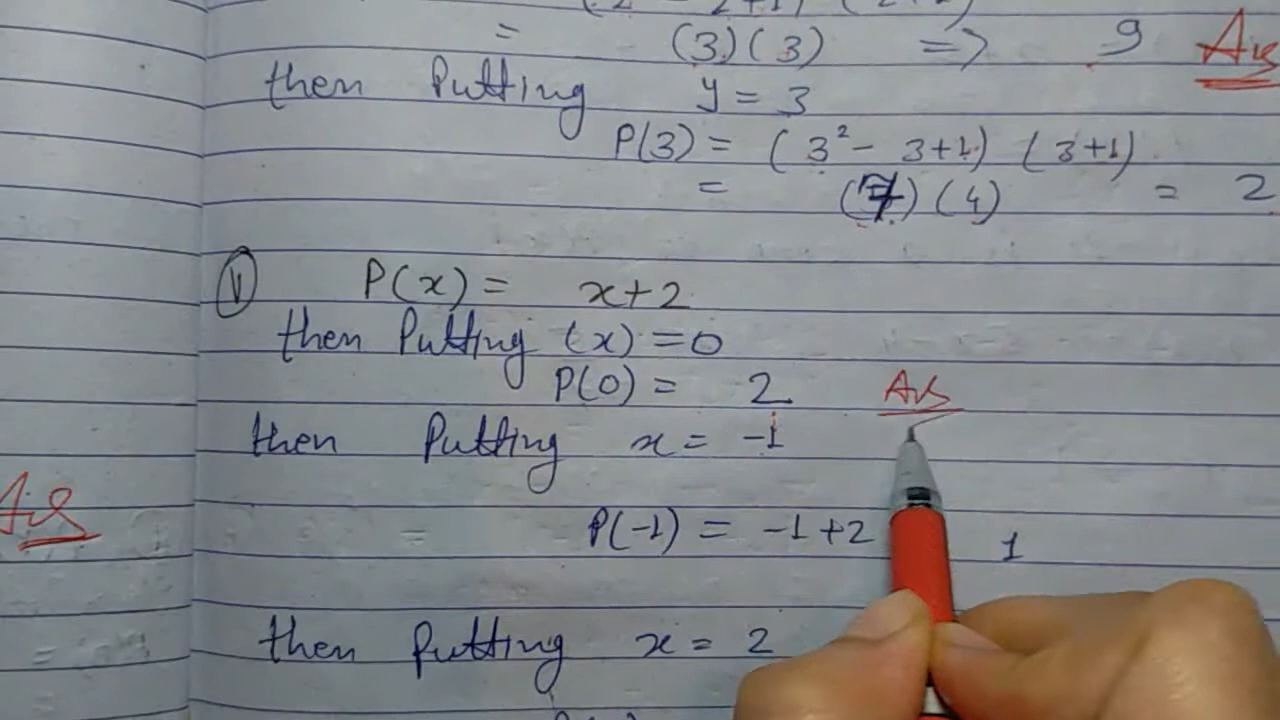 = (3)(3) => 9 Ans
then Putting y = 3
P(3) = (3² - 3+1) (3+1)
= (7)(4) = 2
(V) P(x) = x+2
then Putting (x) = 0
P(0) = 2 Ans
then Putting x = -1
Ans
P(-1) = -1+2 1
then Putting x = 2